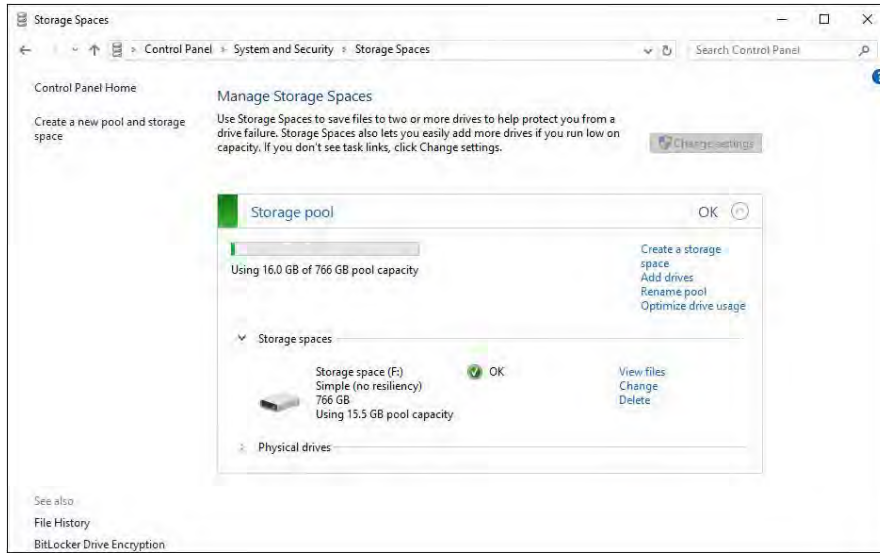 Storage Spaces
Control Panel > System and Security > Storage Spaces
Search Control Panel
Control Panel Home
Create a new pool and storage
space
Manage Storage Spaces
Use Storage Spaces to save files to two or more drives to help protect you from a
drive failure. Storage Spaces also lets you easily add more drives if you run low on
capacity. If you don't see task links, click Change settings.
Change settings
Storage pool
OK
Using 16.0 GB of 766 GB pool capacity
Create a storage
space
Add drives
Rename pool
Optimize drive usage
Storage spaces
Storage space (F:)
Simple (no resiliency)
766 GB
Using 15.5 GB pool capacity
OK
View files
Change
Delete
Physical drives
See also
File History
BitLocker Drive Encryption